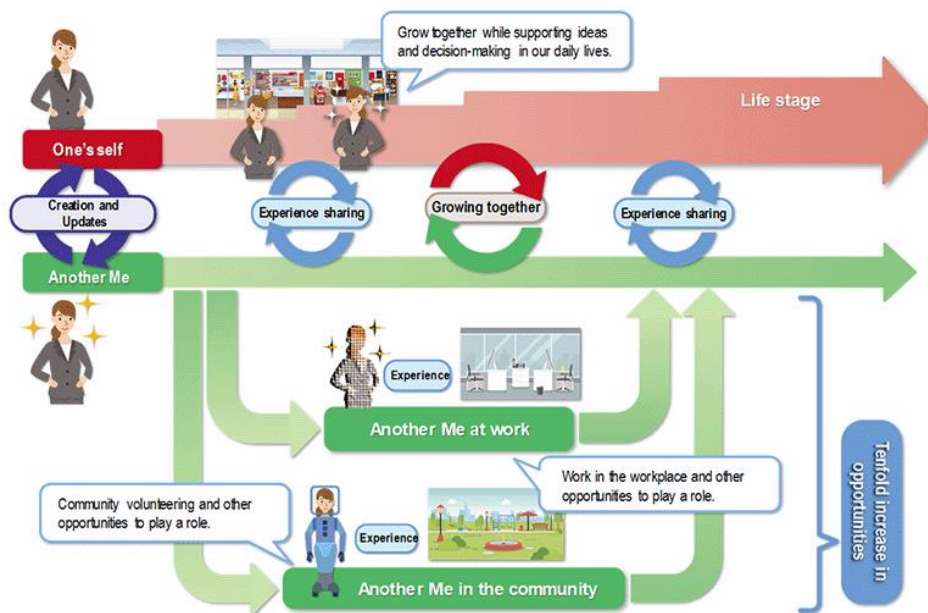 Grow together while supporting ideas
and decision-making in our daily lives.
Life stage
One's self
Creation and
Updates
Experience sharing
Growing together
Experience sharing
Another Me
Experience
Another Me at work
Work in the workplace and other
opportunities to play a role.
Community volunteering and other
opportunities to play a role.
Experience
Another Me in the community
Tenfold increase in
opportunities